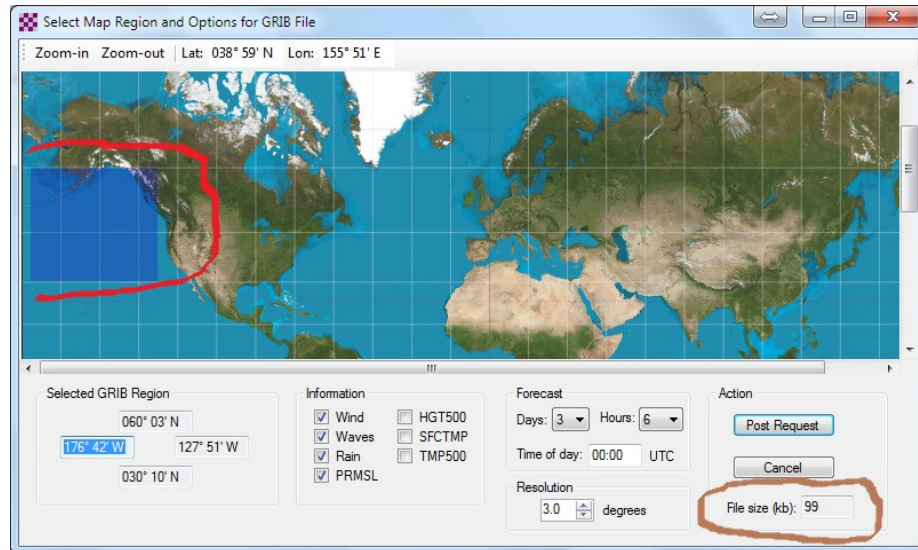 Select Map Region and Options for GRIB File
Zoom-in Zoom-out Lat: 038° 59' N Lon: 155° 51' E
Selected GRIB Region
060° 03' N
176° 42' W 127° 51' W
030° 10' N
Information
Wind HGT500
Waves SFCTMP
Rain TMP500
PRMSL
Forecast
Days: 3 Hours: 6
Time of day: 00:00 UTC
Resolution
3.0 degrees
Action
Post Request
Cancel
File size (kb): 99